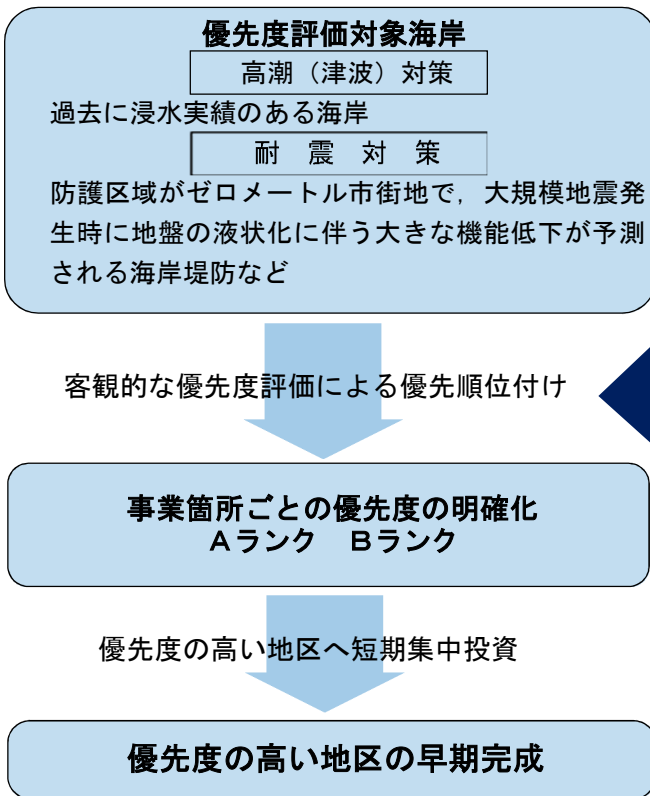 優先度評価対象海岸
高潮（津波）対策
過去に浸水実績のある海岸
耐震対策
防護区域がゼロメートル市街地で，大規模地震発
生時に地盤の液状化に伴う大きな機能低下が予測
される海岸堤防など
客観的な優先度評価による優先順位付け
事業箇所ごとの優先度の明確化
Ａランク　Ｂランク
優先度の高い地区へ短期集中投資
優先度の高い地区の早期完成